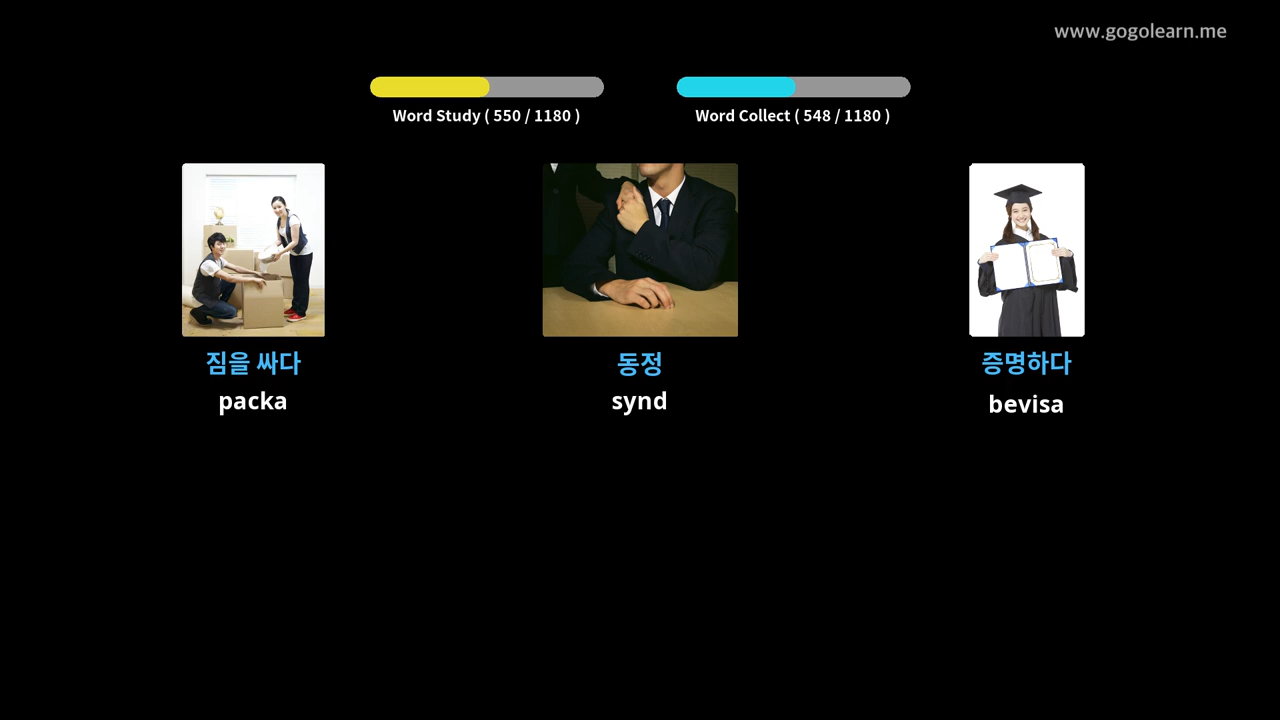 www.gogolearn.me
Word Study ( 550 / 1180 )
Word Collect ( 548 / 1180 )
짐을 싸다
packa
동정
synd
증명하다
bevisa